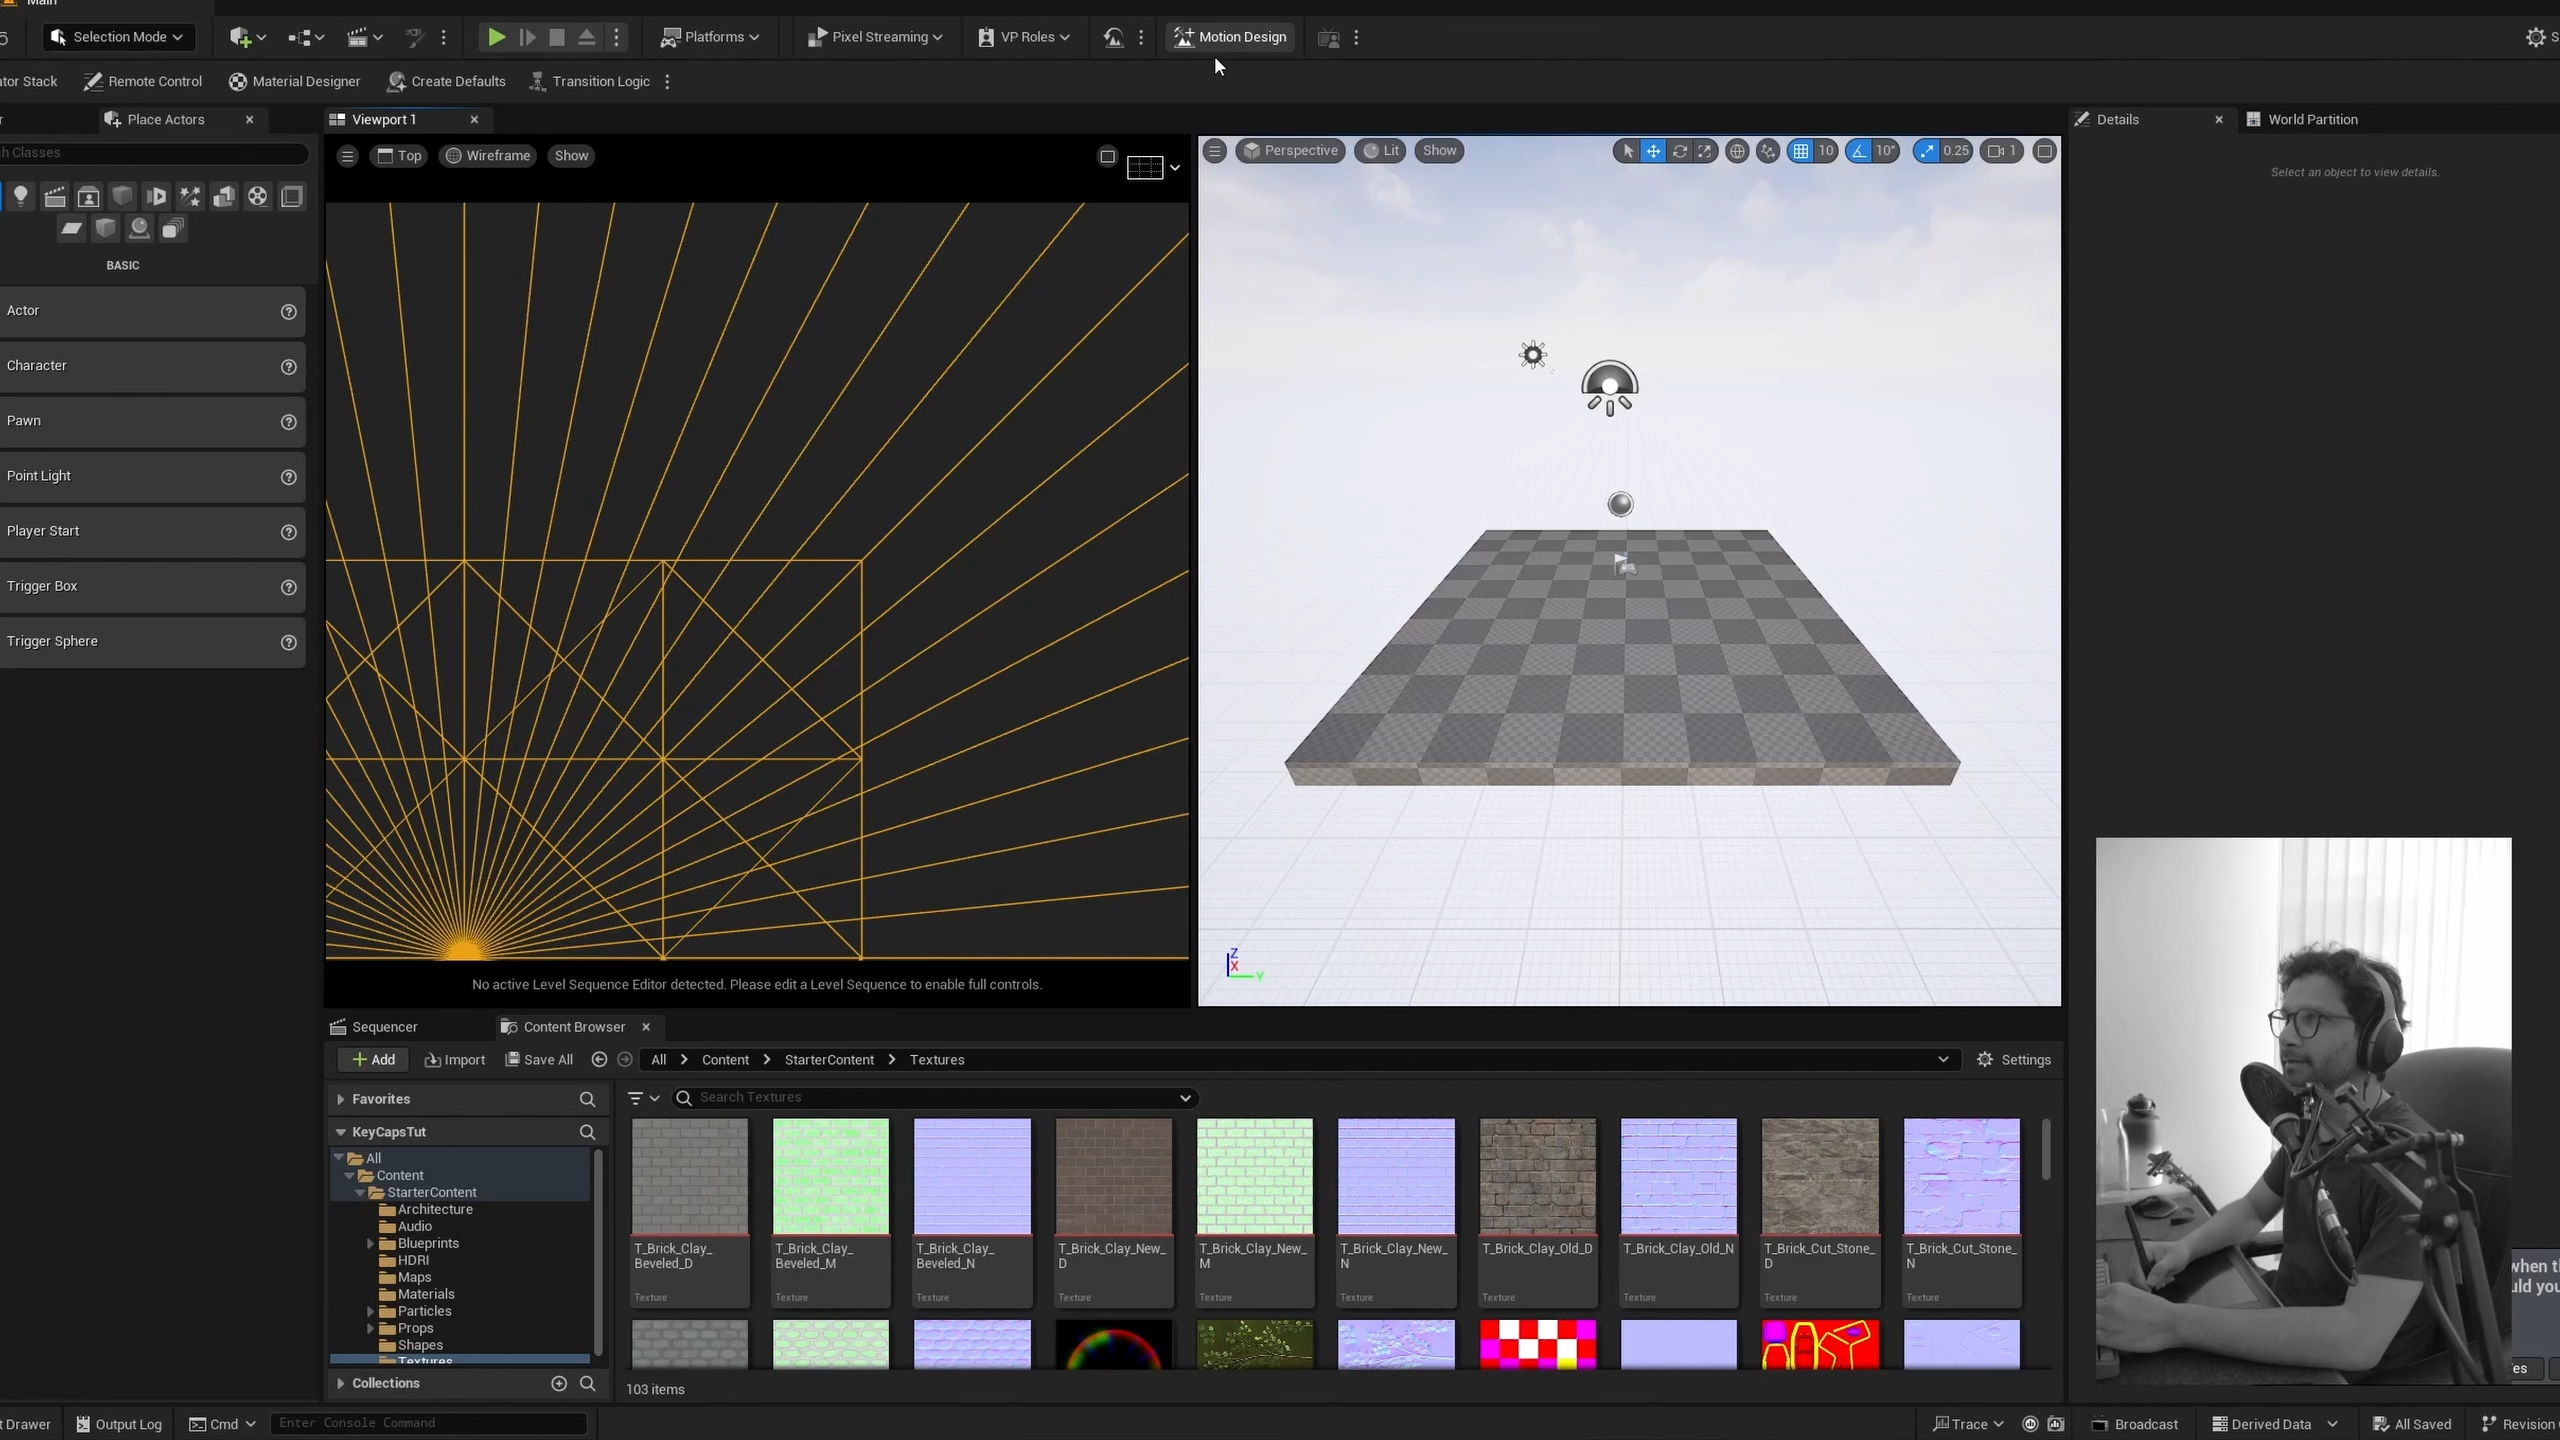 Main
Selection Mode
Platforms
Pixel Streaming
VP Roles
Motion Design
ator Stack
Remote Control
Material Designer
Create Defaults
Transition Logic
Place Actors
Viewport 1
Details
World Partition
h Classes
Top
Wireframe
Show
Perspective
Lit
Show
10
10°
0.25
1
Select an object to view details.
BASIC
Actor
Character
Pawn
Point Light
Player Start
Trigger Box
Trigger Sphere
Z
X
Y
No active Level Sequence Editor detected. Please edit a Level Sequence to enable full controls.
Sequencer
Content Browser
Add
Import
Save All
All
Content
StarterContent
Textures
Settings
Favorites
Search Textures
KeyCapsTut
All
Content
StarterContent
Architecture
Audio
Blueprints
HDRI
Maps
Materials
Particles
Props
Shapes
Textures
Collections
T_Brick_Clay_
Beveled_D
Texture
T_Brick_Clay_
Beveled_M
Texture
T_Brick_Clay_
Beveled_N
Texture
T_Brick_Clay_New_
D
Texture
T_Brick_Clay_New_
M
Texture
T_Brick_Clay_New_
N
Texture
T_Brick_Clay_Old_D
Texture
T_Brick_Clay_Old_N
Texture
T_Brick_Cut_Stone_
D
Texture
T_Brick_Cut_Stone_
N
Texture
103 items
when th
uld you
es
t Drawer
Output Log
Cmd
Enter Console Command
Trace
Broadcast
Derived Data
All Saved
Revision